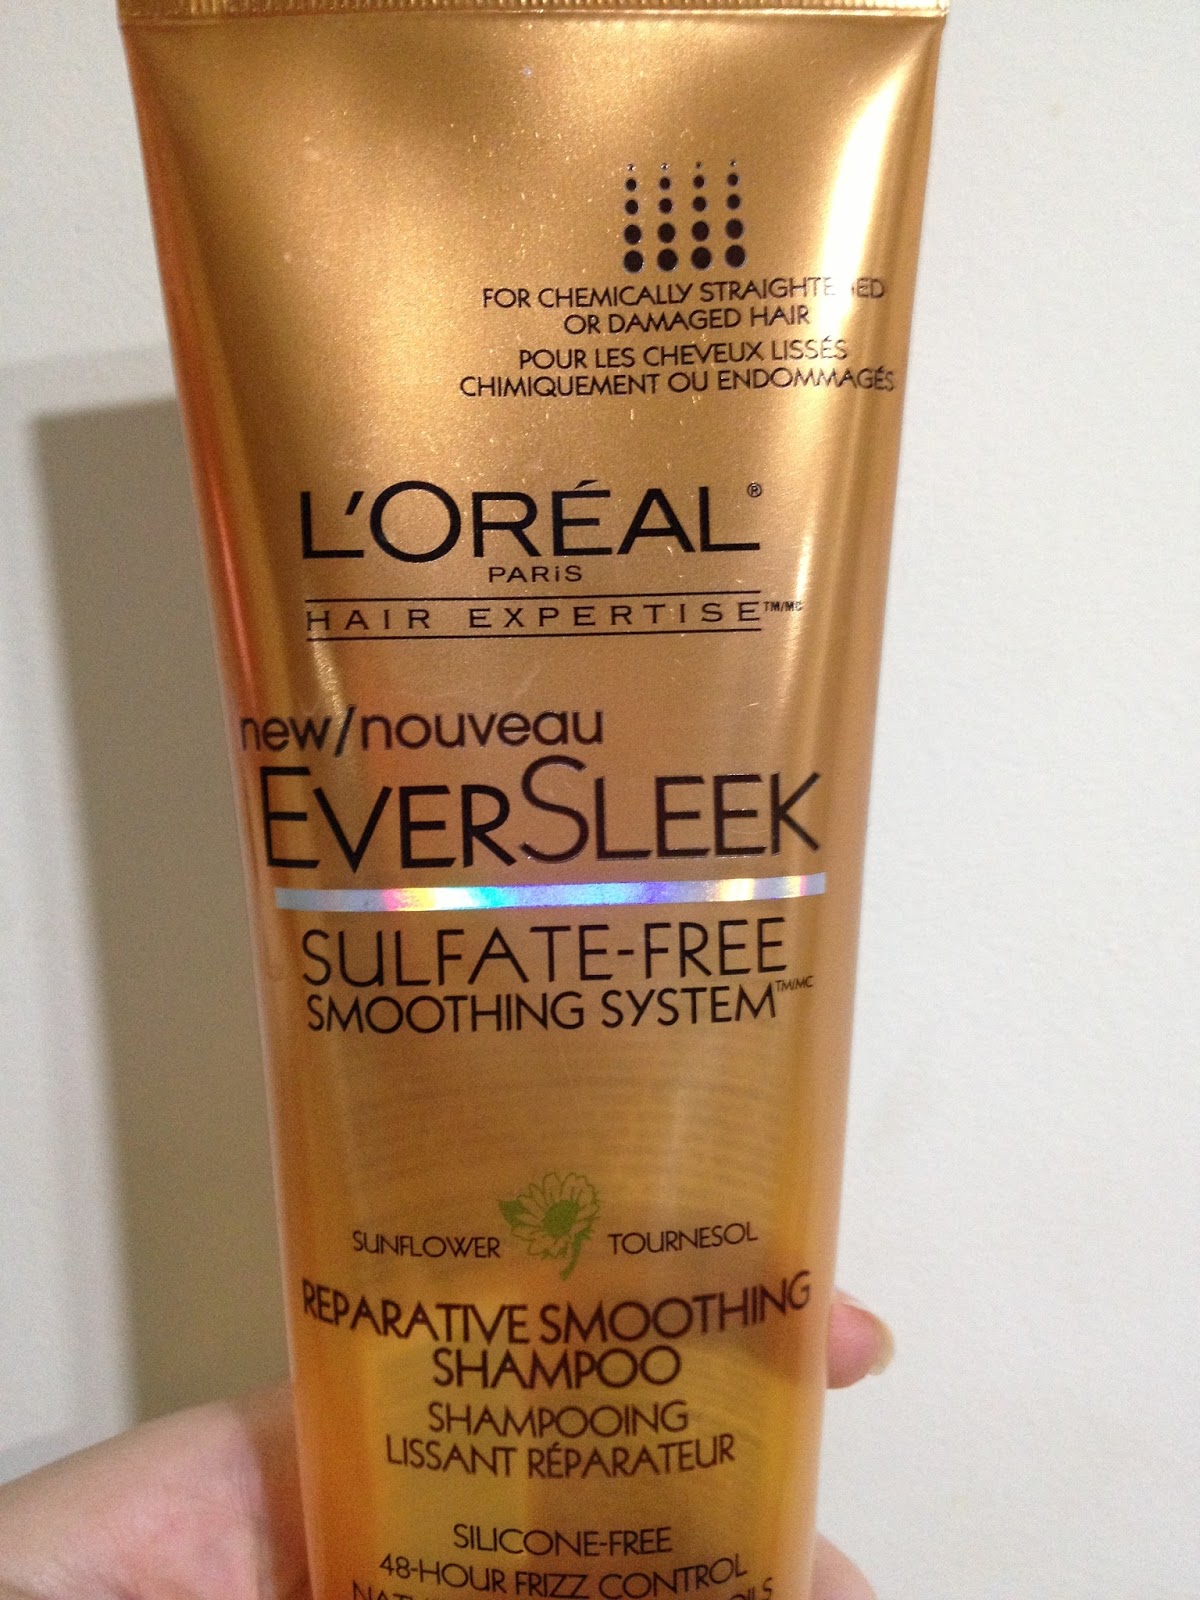 FOR CHEMICALLY STRAIGHTENED
OR DAMAGED HAIR
POUR LES CHEVEUX LISSÉS
CHIMIQUEMENT OU ENDOMMAGÉS
L'ORÉAL®
PARiS
HAIR EXPERTISE™/MC
new/nouveau
EVERSLEEK
SULFATE-FREE
SMOOTHING SYSTEM™/MC
SUNFLOWER TOURNESOL
REPARATIVE SMOOTHING
SHAMPOO
SHAMPOOING
LISSANT RÉPARATEUR
SILICONE-FREE
48-HOUR FRIZZ CONTROL